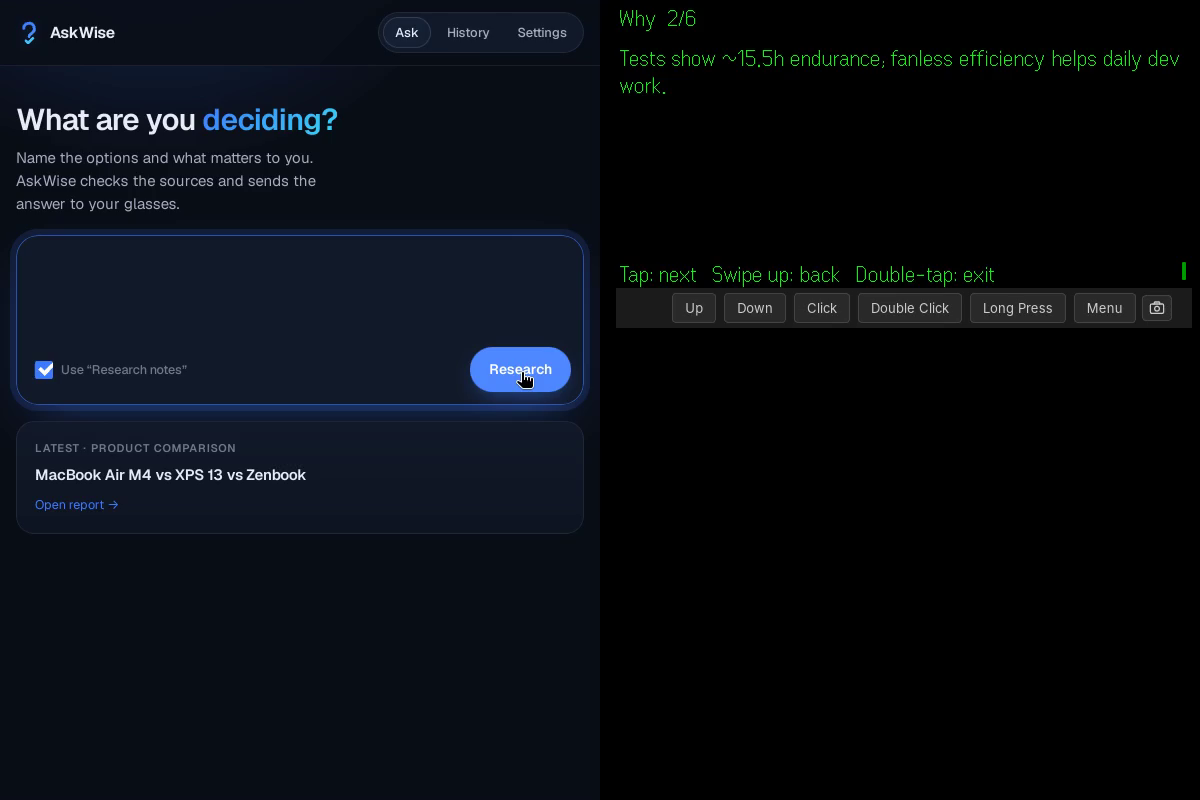 AskWise
Ask
History
Settings
What are you deciding?
Name the options and what matters to you.
AskWise checks the sources and sends the
answer to your glasses.
Use “Research notes”
Research
LATEST · PRODUCT COMPARISON
MacBook Air M4 vs XPS 13 vs Zenbook
Open report →
Why 2/6
Tests show ~15.5h endurance; fanless efficiency helps daily dev
work.
Tap: next Swipe up: back Double-tap: exit
Up
Down
Click
Double Click
Long Press
Menu